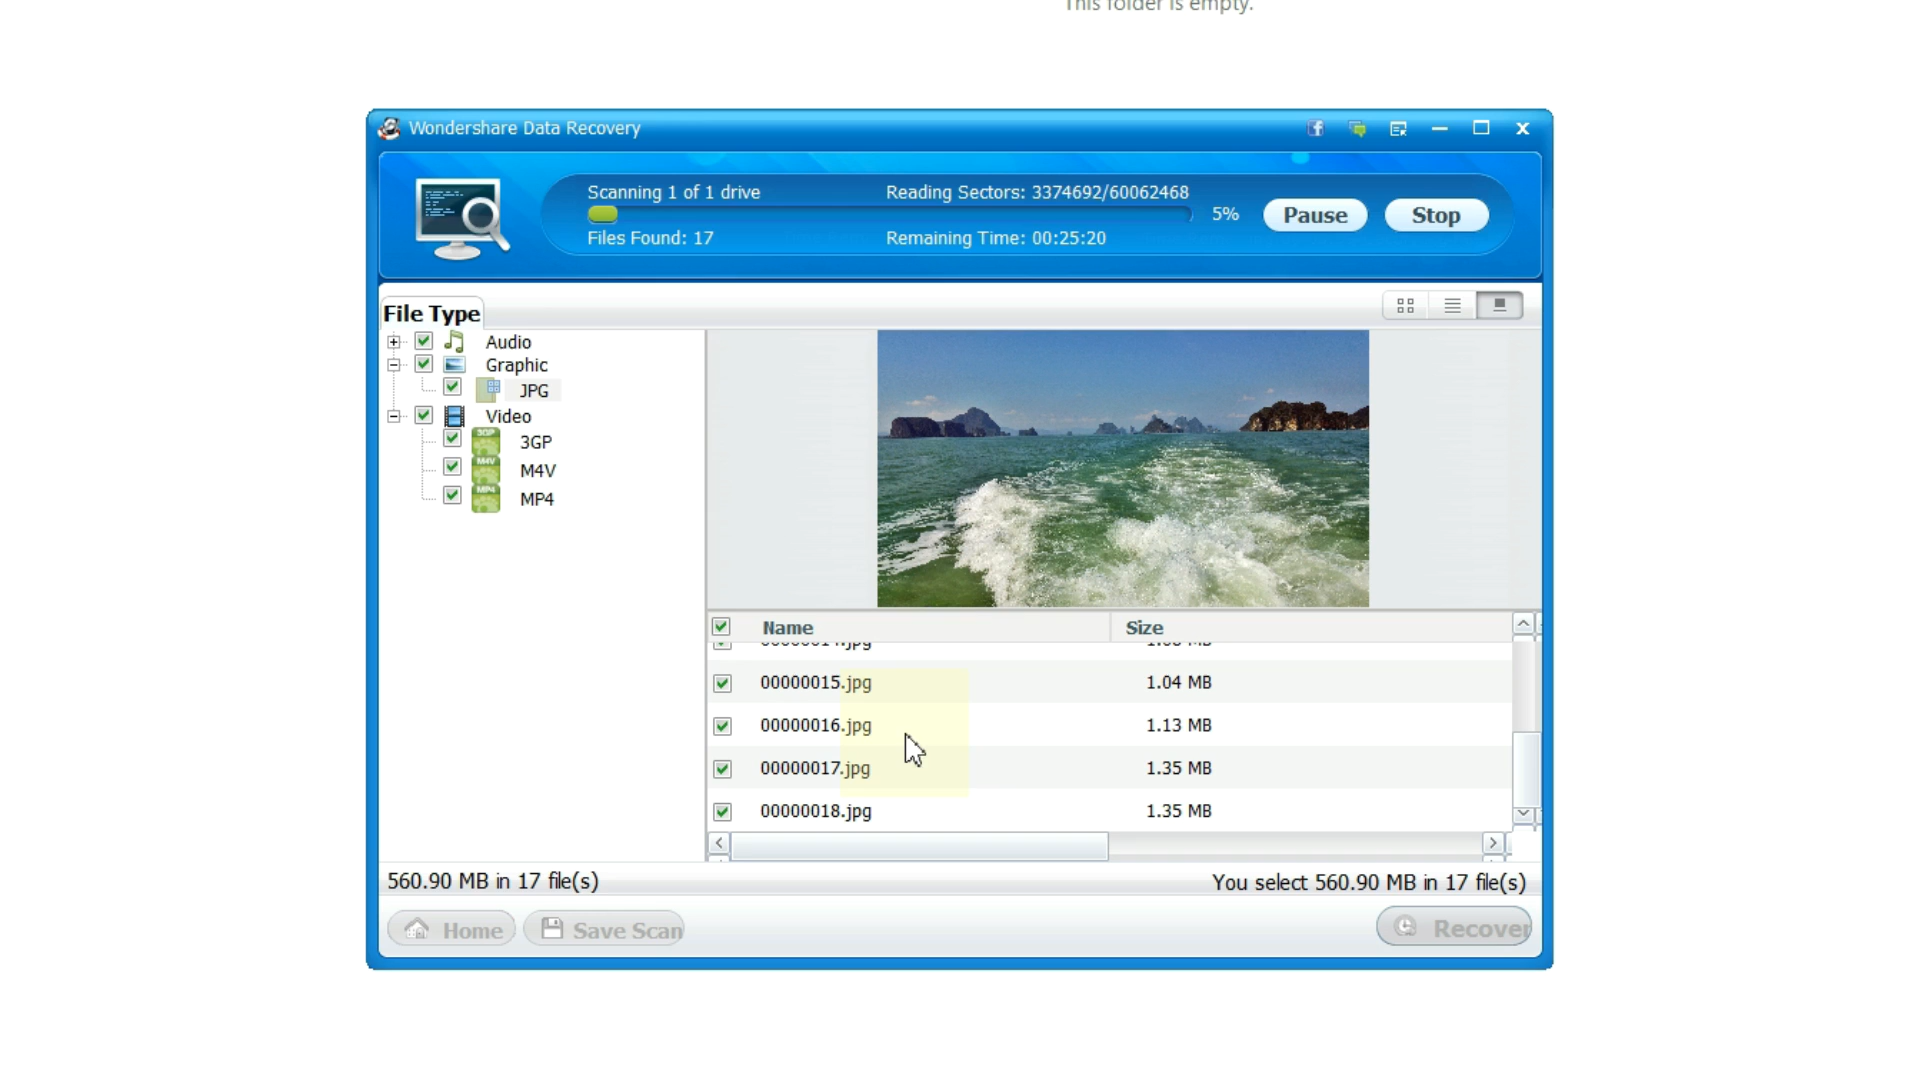 This folder is empty.
Wondershare Data Recovery
Scanning 1 of 1 drive
Reading Sectors: 3374692/60062468
5%
Pause
Stop
Files Found: 17
Remaining Time: 00:25:20
File Type
Audio
Graphic
JPG
Video
3GP
3GP
M4V
M4V
MP4
MP4
Name
Size
00000015.jpg
1.04 MB
00000016.jpg
1.13 MB
00000017.jpg
1.35 MB
00000018.jpg
1.35 MB
560.90 MB in 17 file(s)
You select 560.90 MB in 17 file(s)
Home
Save Scan
Recover